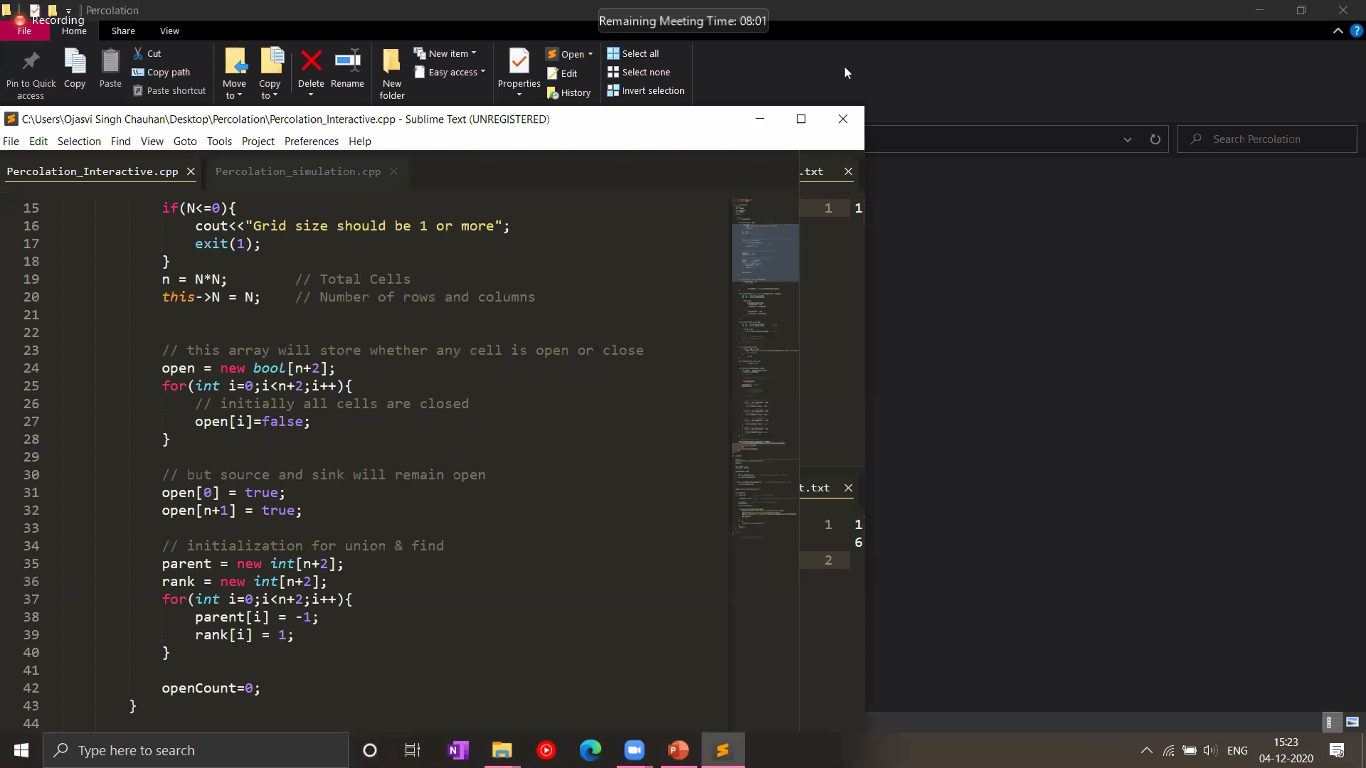 Recording
Percolation
Remaining Meeting Time: 08:01
File
Home
Share
View
Pin to Quick access
Copy
Paste
Cut
Copy path
Paste shortcut
Move to
Copy to
Delete
Rename
New folder
New item
Easy access
Properties
Open
Edit
History
Select all
Select none
Invert selection
Search Percolation
C:\Users\Ojasvi Singh Chauhan\Desktop\Percolation\Percolation_Interactive.cpp - Sublime Text (UNREGISTERED)
File Edit Selection Find View Goto Tools Project Preferences Help
Percolation_Interactive.cpp Percolation_simulation.cpp
15 if(N<=0){
16 cout<<"Grid size should be 1 or more";
17 exit(1);
18 }
19 n = N*N; // Total Cells
20 this->N = N; // Number of rows and columns
21
22
23 // this array will store whether any cell is open or close
24 open = new bool[n+2];
25 for(int i=0;i<n+2;i++){
26 // initially all cells are closed
27 open[i]=false;
28 }
29
30 // but source and sink will remain open
31 open[0] = true;
32 open[n+1] = true;
33
34 // initialization for union & find
35 parent = new int[n+2];
36 rank = new int[n+2];
37 for(int i=0;i<n+2;i++){
38 parent[i] = -1;
39 rank[i] = 1;
40 }
41
42 openCount=0;
43 }
44
.txt
1 1
t.txt
1 1
6
2
Type here to search
ENG
15:23
04-12-2020